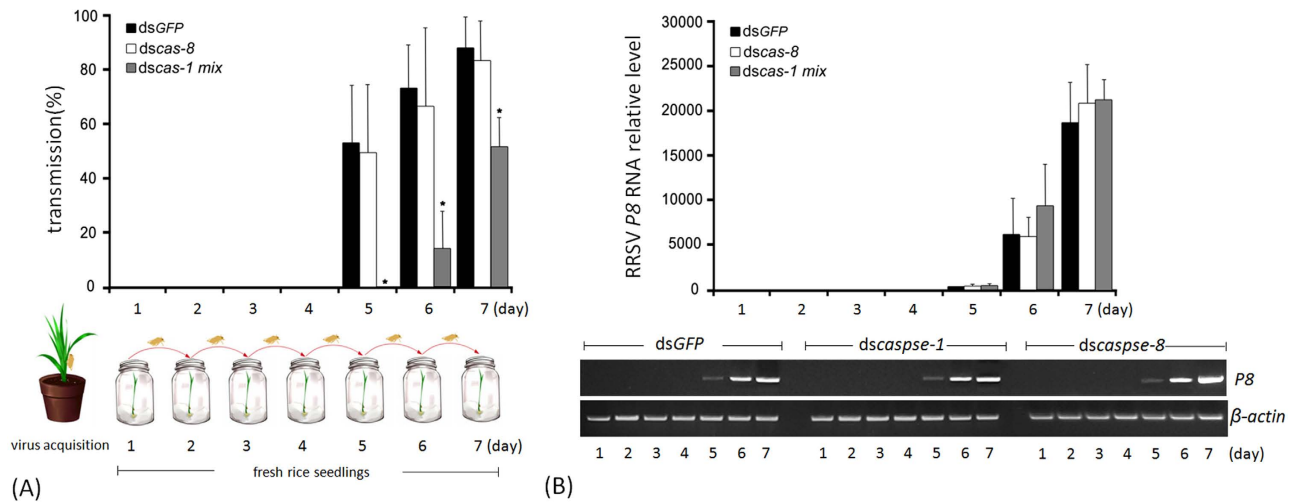 100
80
60
40
20
0
transmission(%)
dsGFP
dscas-8
dscas-1 mix
*
*
*
1 2 3 4 5 6 7 (day)
virus acquisition
1 2 3 4 5 6 7 (day)
fresh rice seedlings
(A)
30000
25000
20000
15000
10000
5000
0
RRSV P8 RNA relative level
dsGFP
dscas-8
dscas-1 mix
1 2 3 4 5 6 7 (day)
dsGFP dscaspse-1 dscaspse-8
P8
β-actin
1 2 3 4 5 6 7 1 2 3 4 5 6 7 1 2 3 4 5 6 7 (day)
(B)